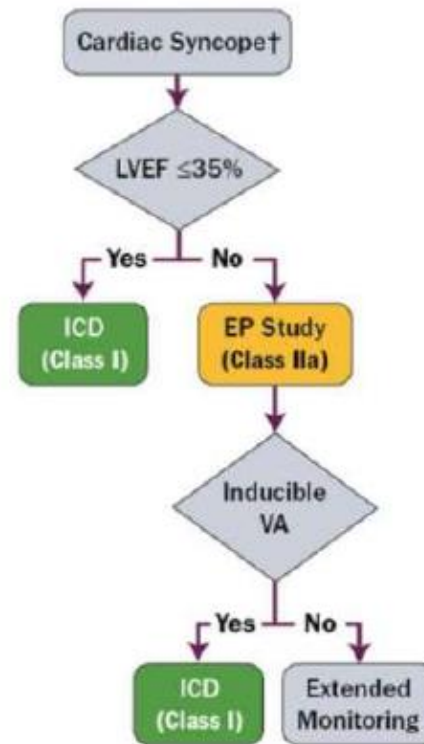 Cardiac Syncope†
LVEF ≤35%
Yes No
ICD
(Class I)
EP Study
(Class IIa)
Inducible
VA
Yes No
ICD
(Class I)
Extended
Monitoring